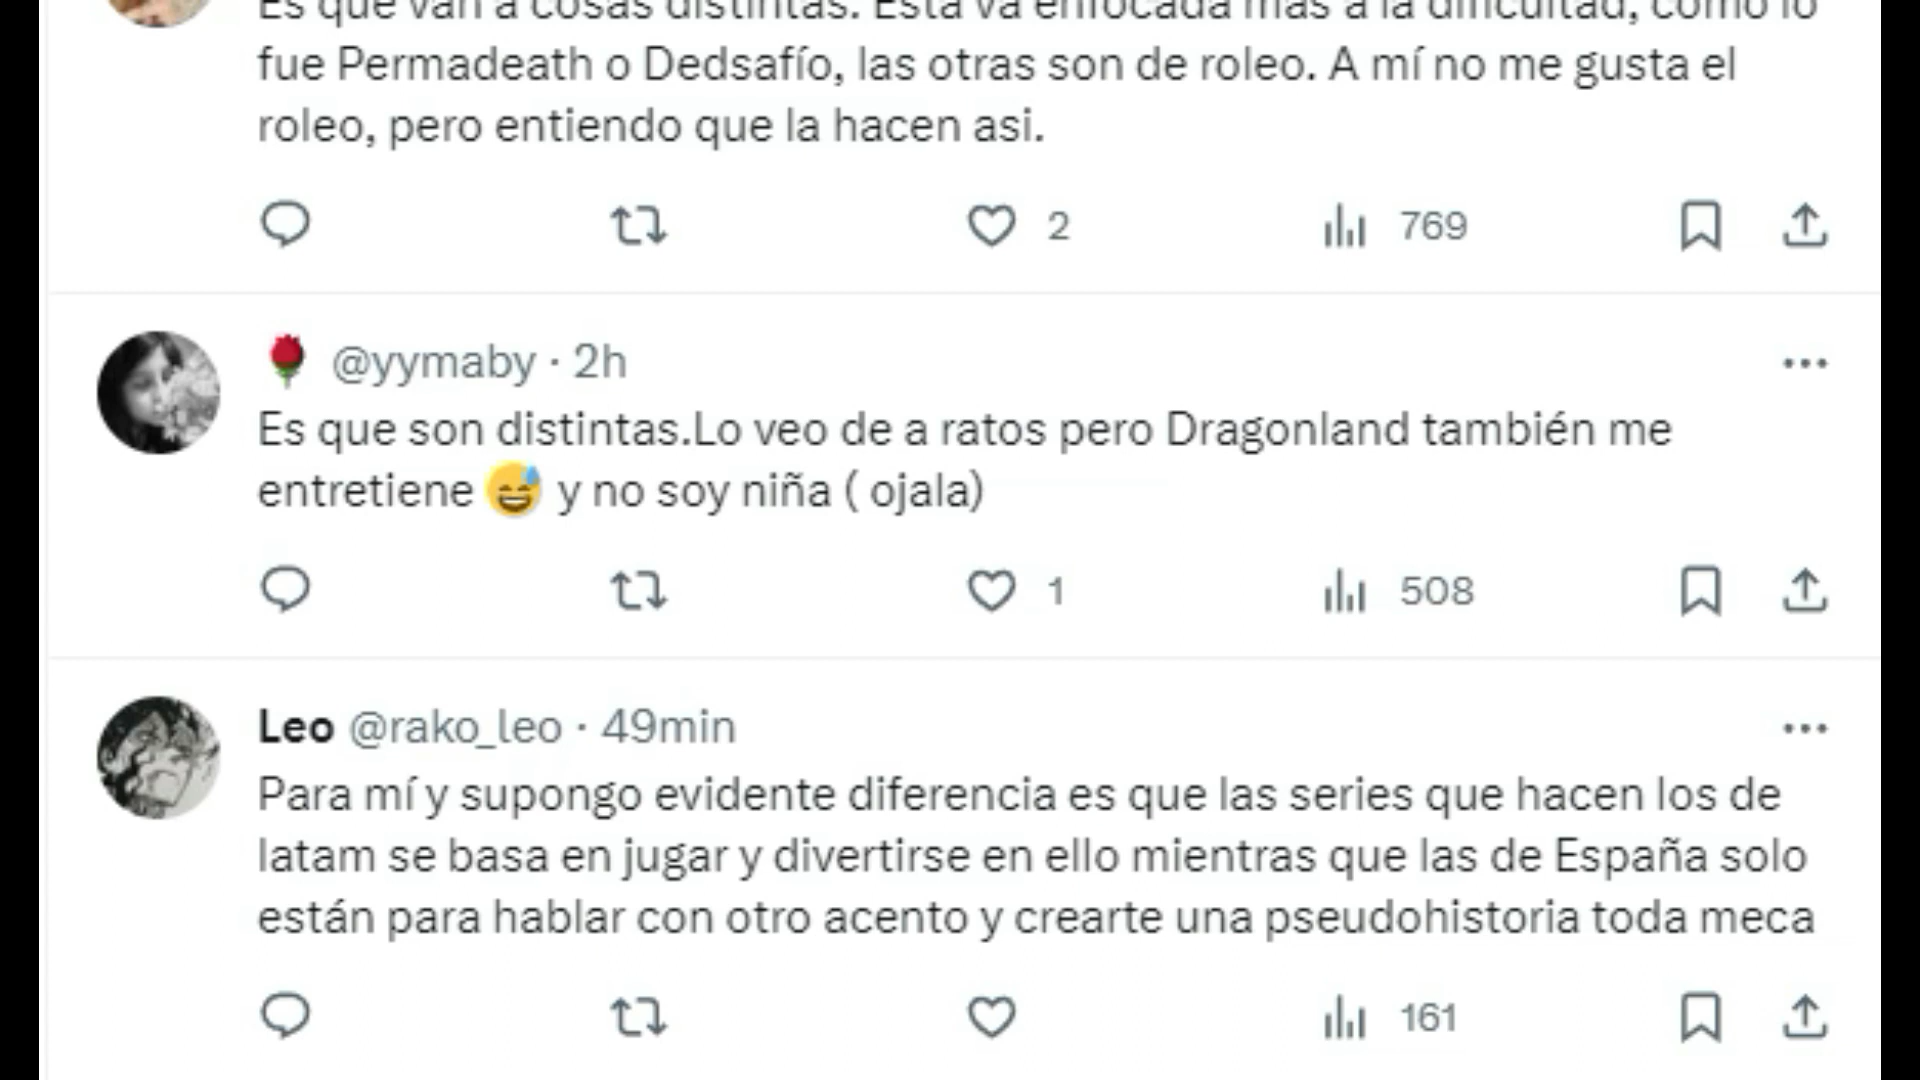 Es que van a cosas distintas. Esta va enfocada más a la dificultad, como lo
fue Permadeath o Dedsafío, las otras son de roleo. A mí no me gusta el
roleo, pero entiendo que la hacen asi.
2 769
@yymaby · 2h
Es que son distintas.Lo veo de a ratos pero Dragonland también me
entretiene 😅 y no soy niña ( ojala)
1 508
Leo @rako_leo · 49min
Para mí y supongo evidente diferencia es que las series que hacen los de
latam se basa en jugar y divertirse en ello mientras que las de España solo
están para hablar con otro acento y crearte una pseudohistoria toda meca
161